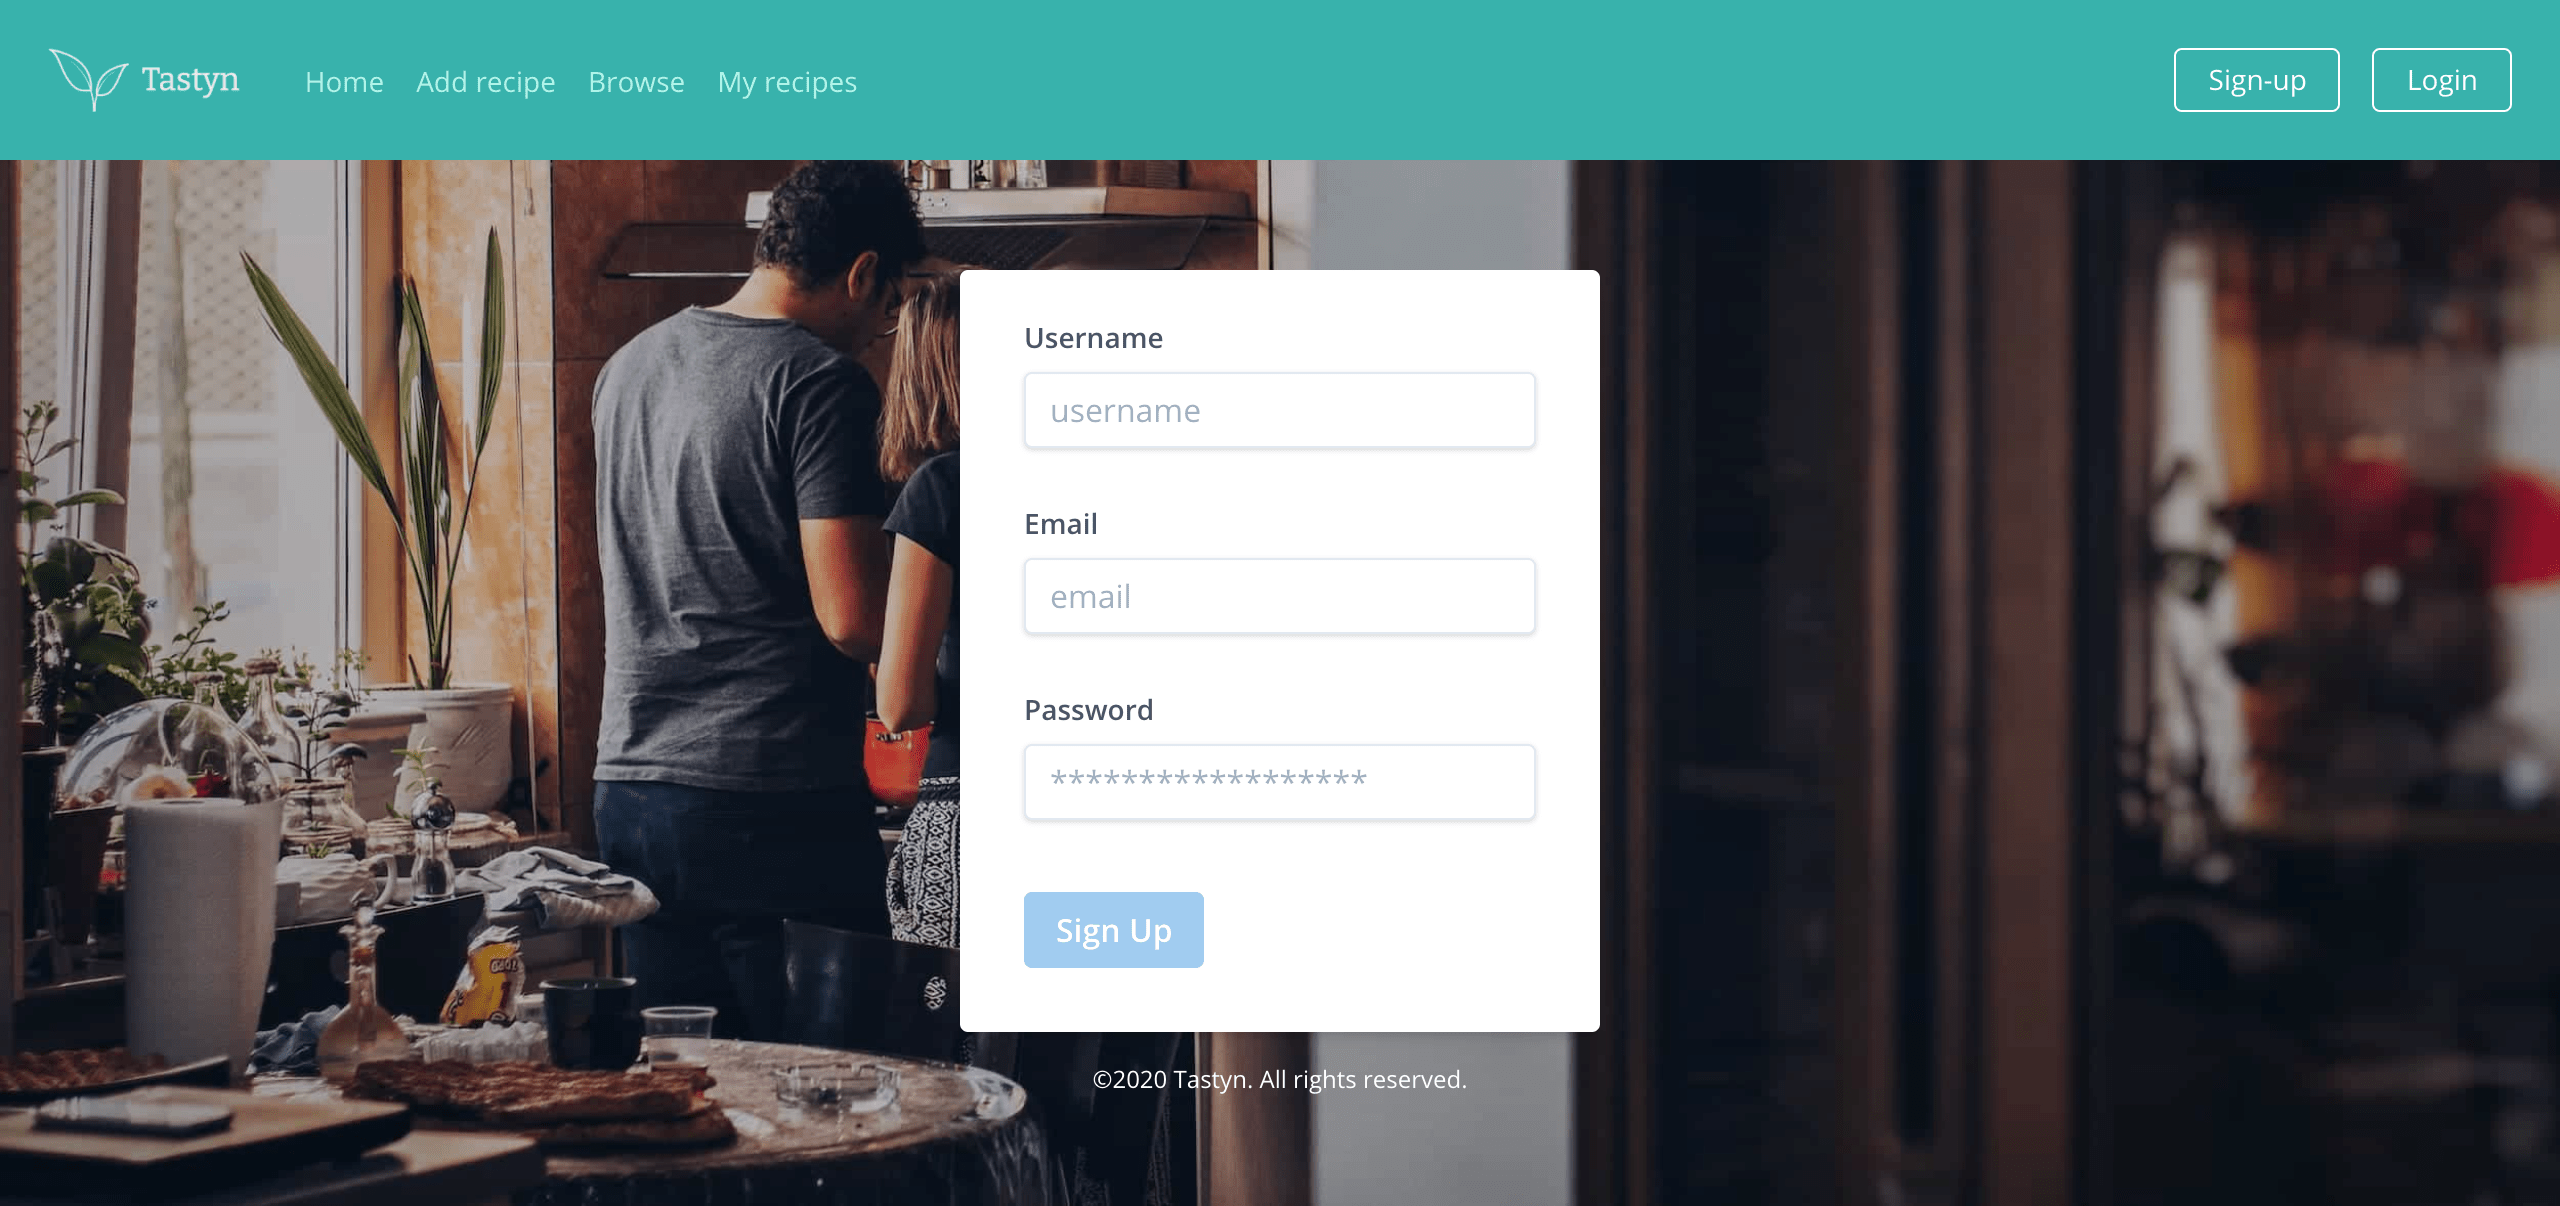 Tastyn Home Add recipe Browse My recipes Sign-up Login
Username
username
Email
email
Password
******************
Sign Up
©2020 Tastyn. All rights reserved.